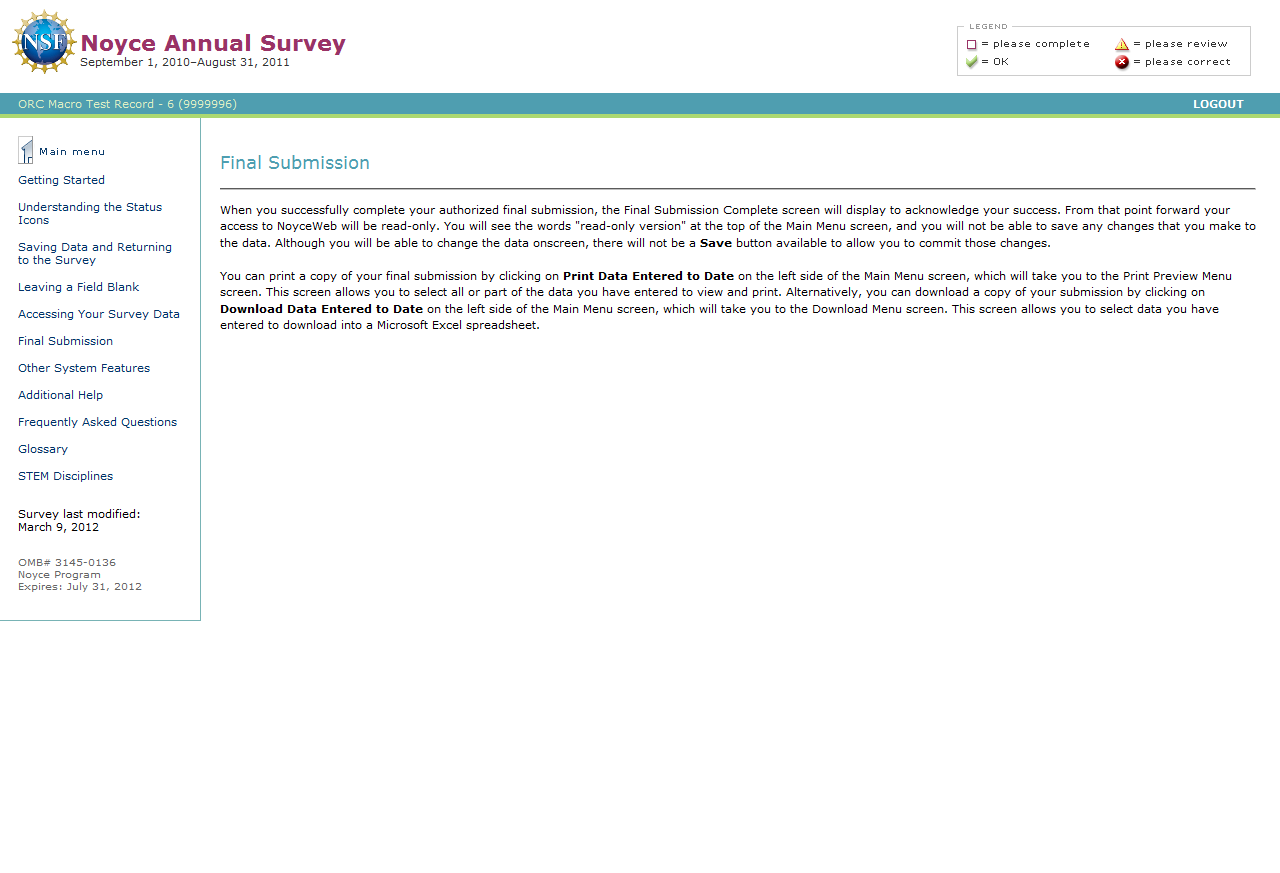 NSF
Noyce Annual Survey
September 1, 2010–August 31, 2011
LEGEND
= please complete
= please review
= OK
= please correct
ORC Macro Test Record - 6 (9999996)
LOGOUT
Main menu
Getting Started
Understanding the Status
Icons
Saving Data and Returning
to the Survey
Leaving a Field Blank
Accessing Your Survey Data
Final Submission
Other System Features
Additional Help
Frequently Asked Questions
Glossary
STEM Disciplines
Survey last modified:
March 9, 2012
OMB# 3145-0136
Noyce Program
Expires: July 31, 2012
Final Submission
When you successfully complete your authorized final submission, the Final Submission Complete screen will display to acknowledge your success. From that point forward your
access to NoyceWeb will be read-only. You will see the words "read-only version" at the top of the Main Menu screen, and you will not be able to save any changes that you make to
the data. Although you will be able to change the data onscreen, there will not be a Save button available to allow you to commit those changes.
You can print a copy of your final submission by clicking on Print Data Entered to Date on the left side of the Main Menu screen, which will take you to the Print Preview Menu
screen. This screen allows you to select all or part of the data you have entered to view and print. Alternatively, you can download a copy of your submission by clicking on
Download Data Entered to Date on the left side of the Main Menu screen, which will take you to the Download Menu screen. This screen allows you to select data you have
entered to download into a Microsoft Excel spreadsheet.